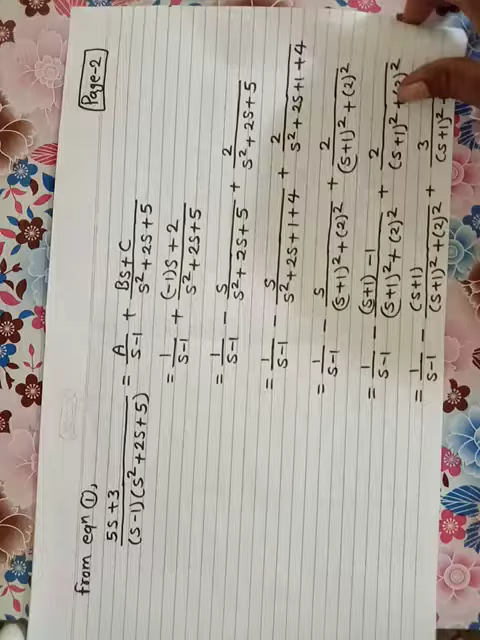 Page-2
from eqn ①,
(5s+3)/((s-1)(s²+2s+5)) = A/(s-1) + (Bs+C)/(s²+2s+5)
= 1/(s-1) + ((-1)s+2)/(s²+2s+5)
= 1/(s-1) - s/(s²+2s+5) + 2/(s²+2s+5)
= 1/(s-1) - s/(s²+2s+1+4) + 2/(s²+2s+1+4)
= 1/(s-1) - s/((s+1)²+(2)²) + 2/((s+1)²+(2)²)
= 1/(s-1) - ((s+1)-1)/((s+1)²+(2)²) + 2/((s+1)²+(2)²)
= 1/(s-1) - (s+1)/((s+1)²+(2)²) + 3/((s+1)²